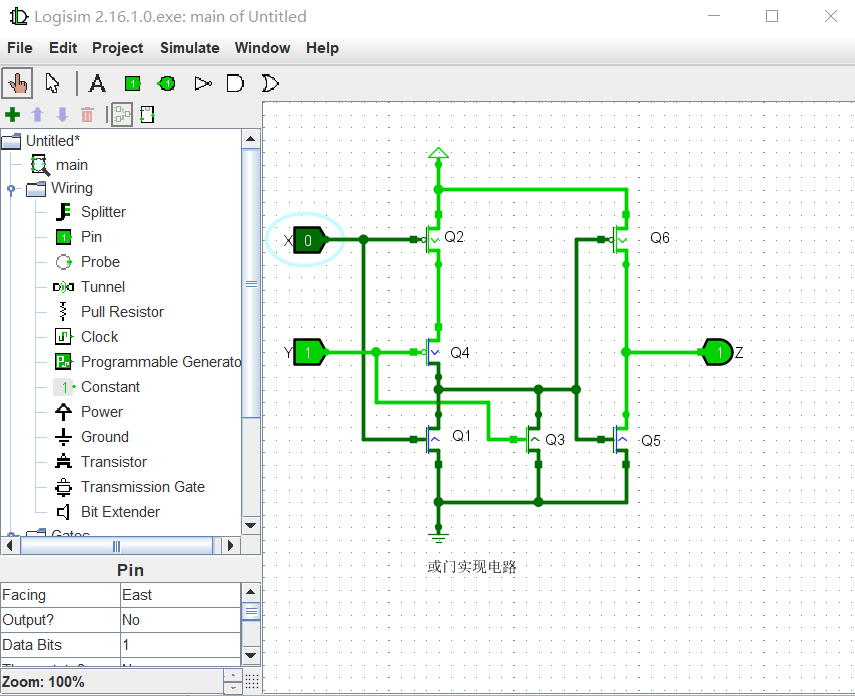 Logisim 2.16.1.0.exe: main of Untitled
File Edit Project Simulate Window Help
A 1 1
Untitled*
main
Wiring
Splitter
1 Pin
Probe
Tunnel
Pull Resistor
Clock
Programmable Generato
1 Constant
Power
Ground
Transistor
Transmission Gate
Bit Extender
Gates
Pin
Facing East
Output? No
Data Bits 1
Zoom: 100%
X 0 Q2 Q6
Y 1 Q4 1 Z
Q1 Q3 Q5
或门实现电路